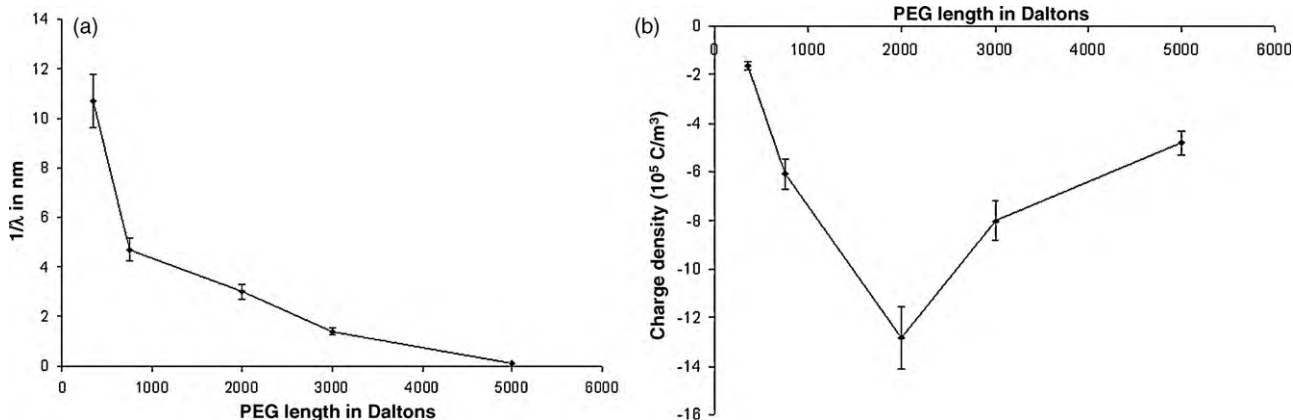 (a)
14
12
10
8
6
4
2
0
1/λ in nm
0 1000 2000 3000 4000 5000 6000
PEG length in Daltons
(b)
PEG length in Daltons
0 1000 2000 3000 4000 5000 6000
0
-2
-4
-6
-8
-10
-12
-14
-16
Charge density (10⁵ C/m³)